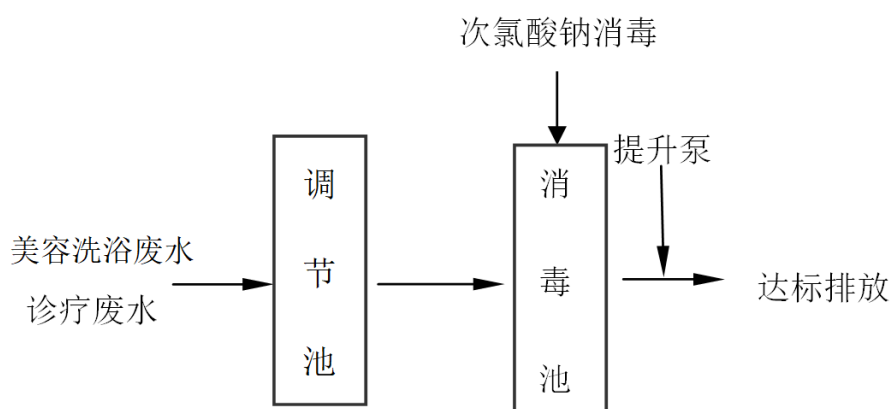 次氯酸钠消毒
提升泵
调节池
消毒池
美容洗浴废水
诊疗废水
达标排放